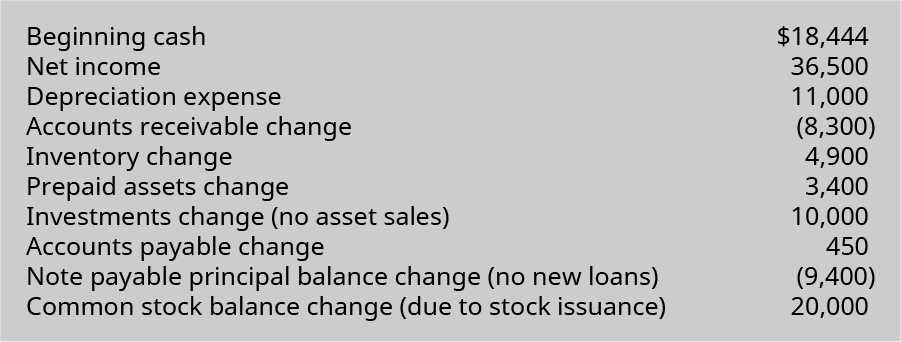 Beginning cash $18,444
Net income 36,500
Depreciation expense 11,000
Accounts receivable change (8,300)
Inventory change 4,900
Prepaid assets change 3,400
Investments change (no asset sales) 10,000
Accounts payable change 450
Note payable principal balance change (no new loans) (9,400)
Common stock balance change (due to stock issuance) 20,000